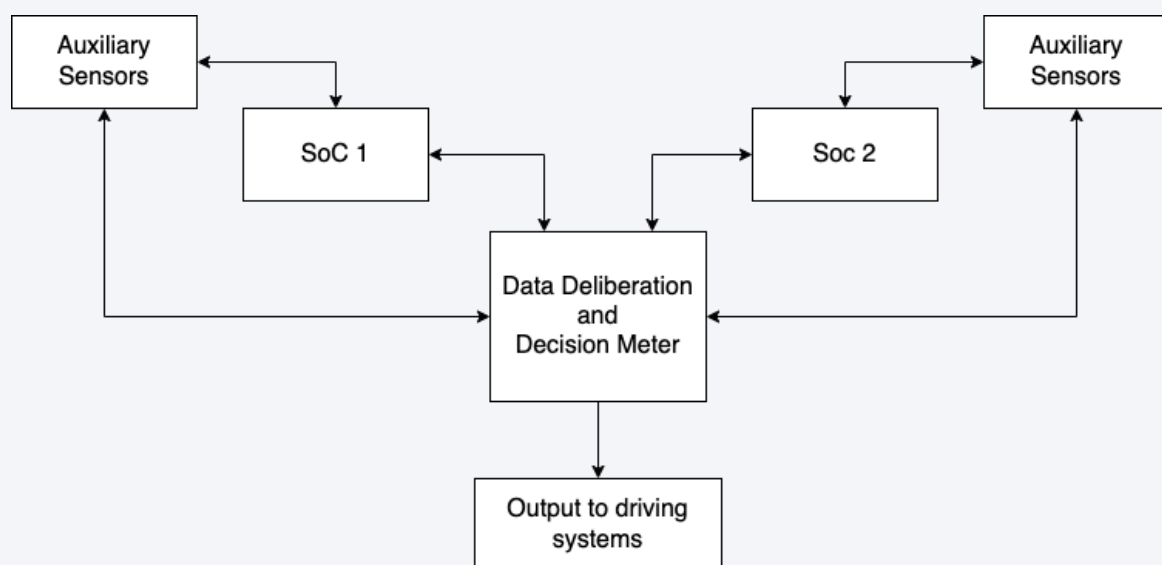 Auxiliary
Sensors
Auxiliary
Sensors
SoC 1
Soc 2
Data Deliberation
and
Decision Meter
Output to driving
systems